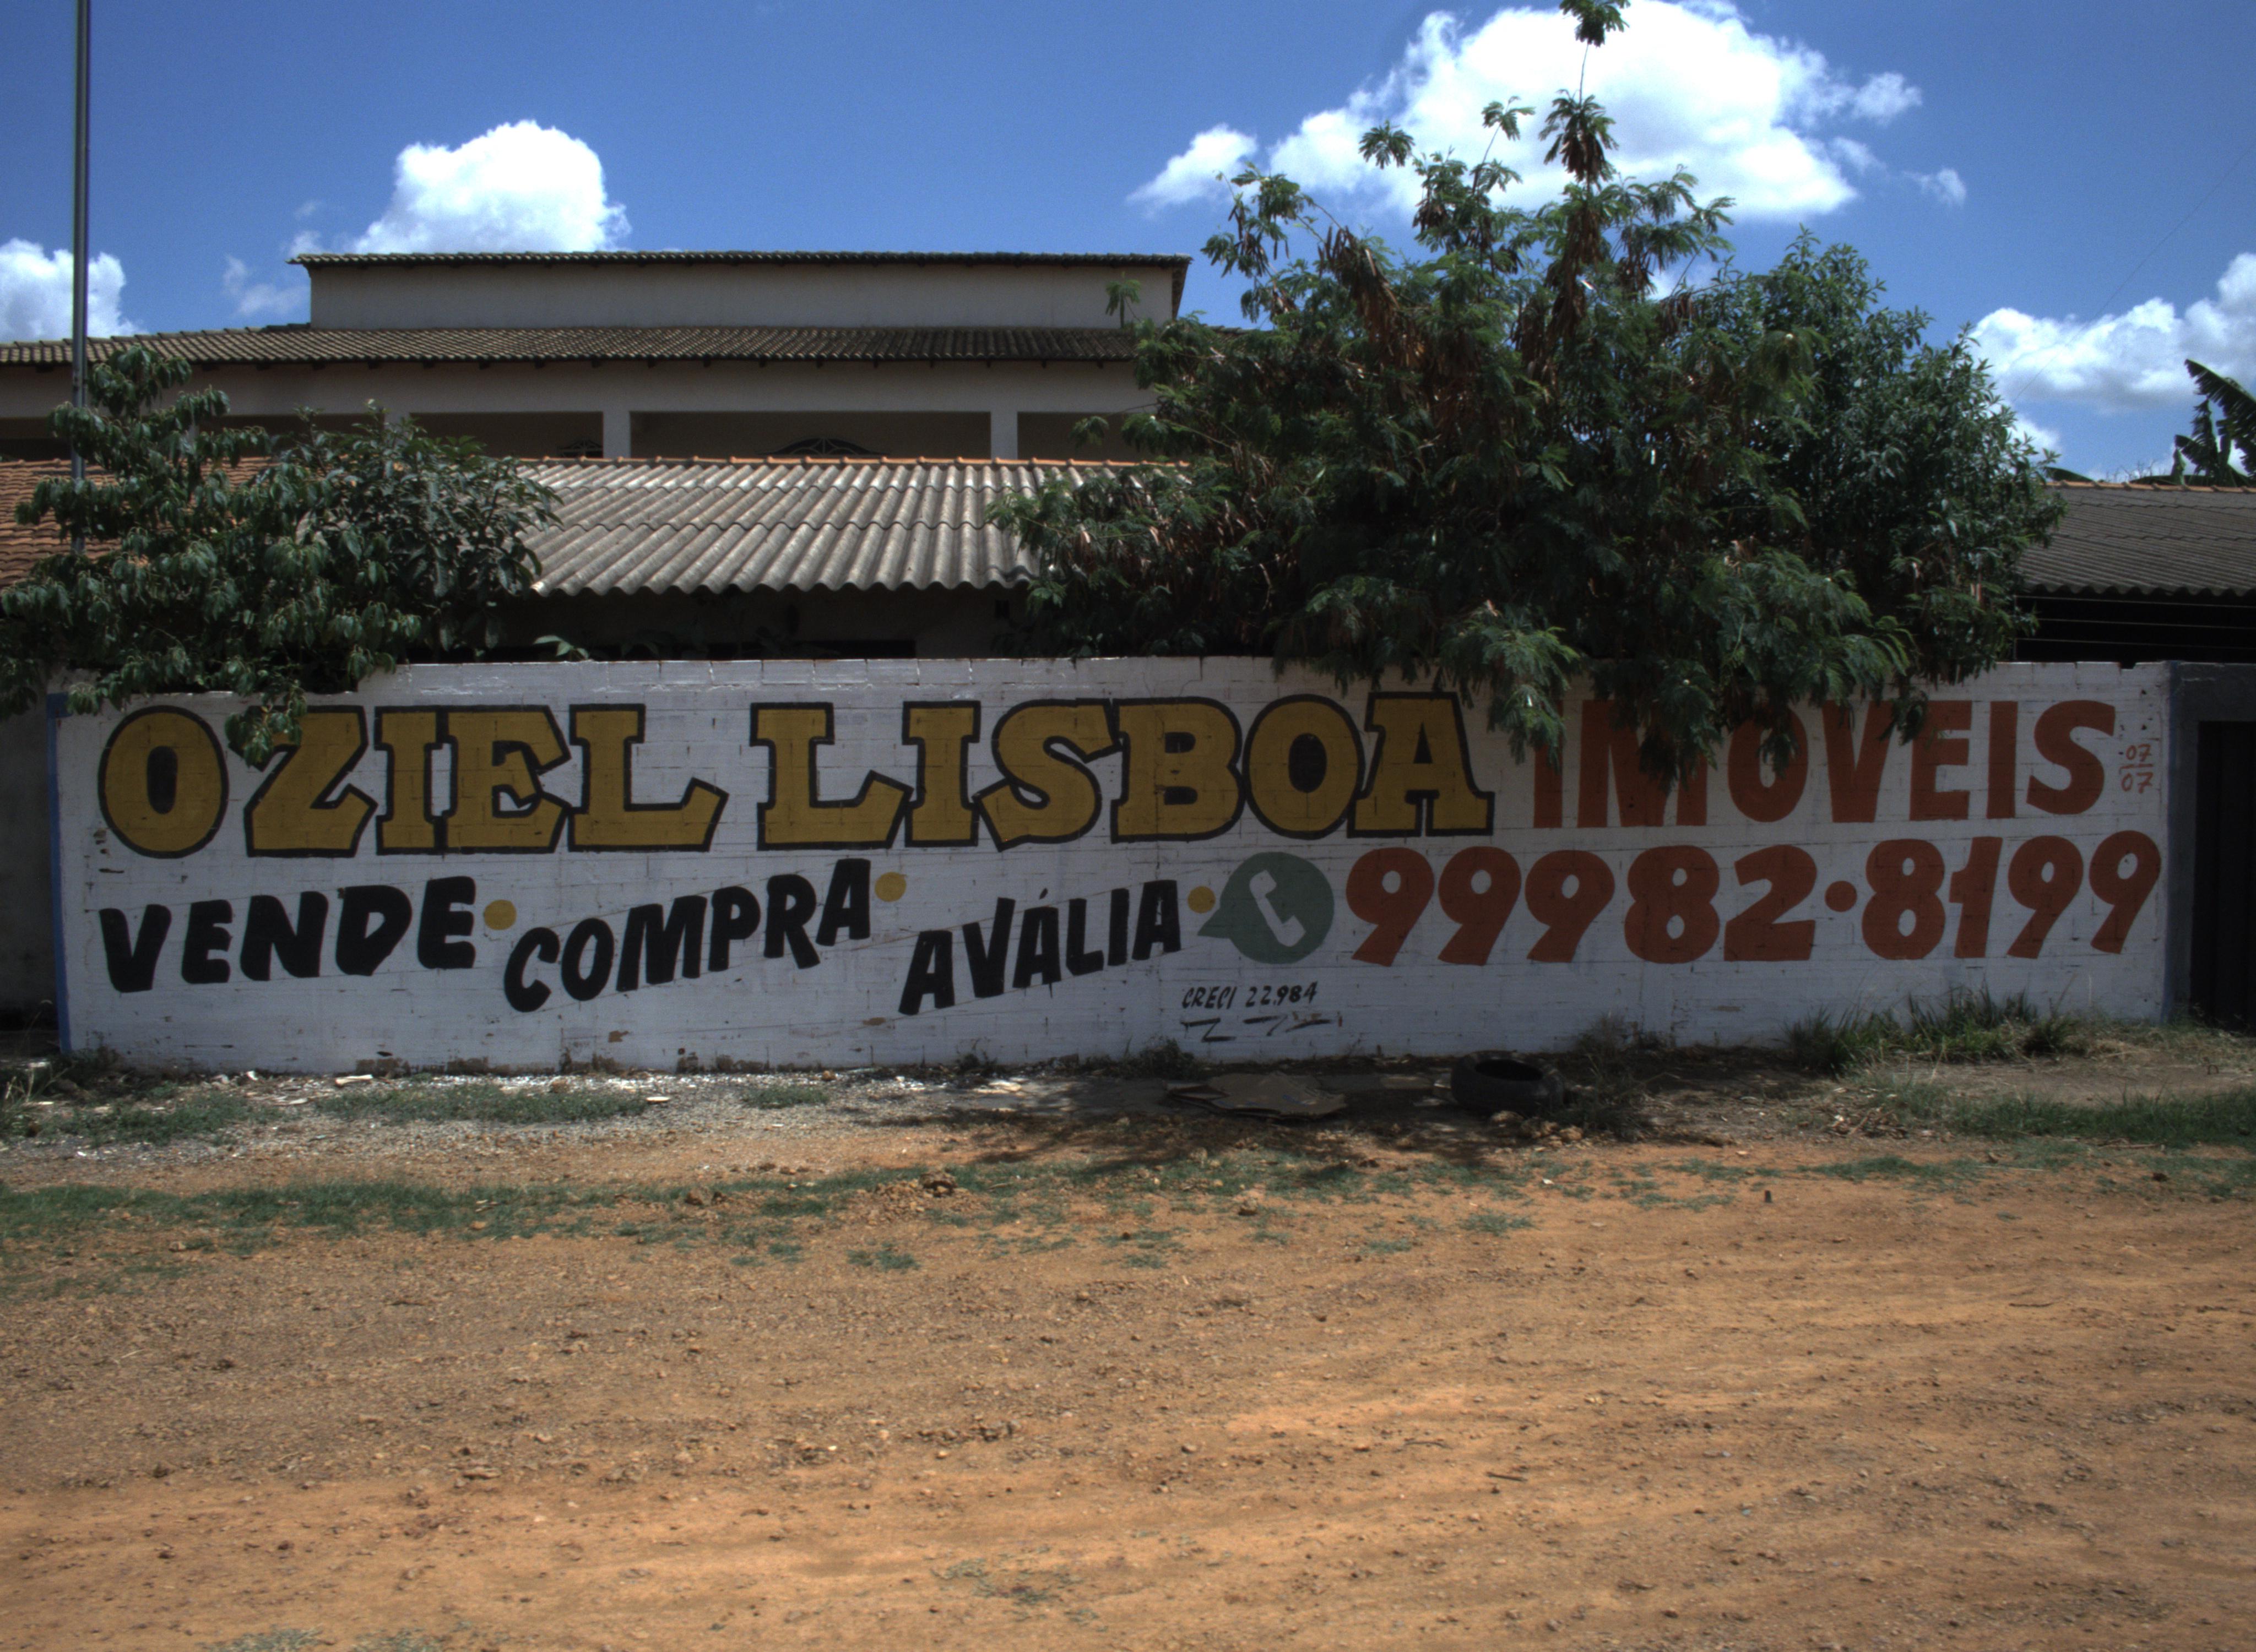 OZIEL LISBOA IMOVEIS
07
07
VENDE • COMPRA • AVÁLIA • 99982•8199
CRECI 22.984